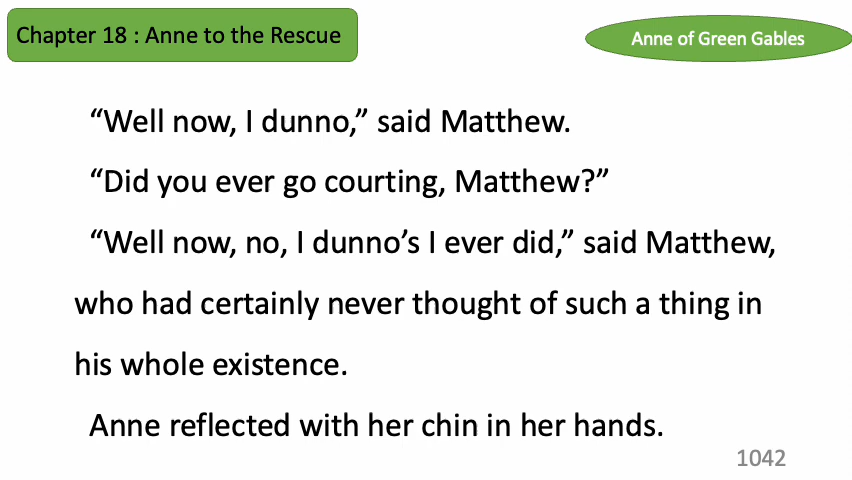 Chapter 18 : Anne to the Rescue
Anne of Green Gables
“Well now, I dunno,” said Matthew.
“Did you ever go courting, Matthew?”
“Well now, no, I dunno’s I ever did,” said Matthew,
who had certainly never thought of such a thing in
his whole existence.
Anne reflected with her chin in her hands.
1042